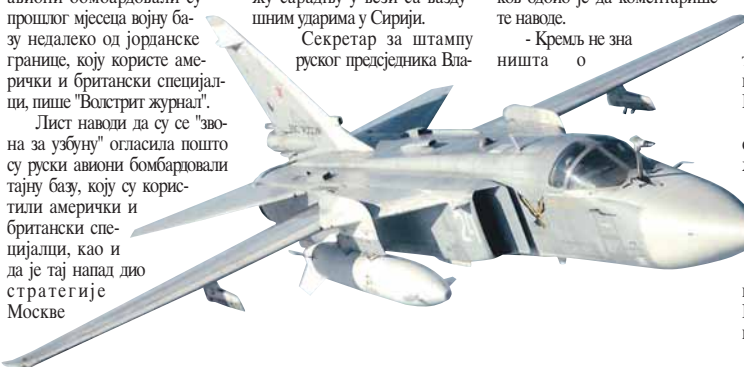 авиони бомбардовали су
прошлог мјесеца војну ба-
зу недалеко од јорданске
границе, коју користе аме-
рички и британски специјал-
ци, пише "Волстрит журнал".
Лист наводи да су се "зво-
на за узбуну" огласила пошто
су руски авиони бомбардовали
тајну базу, коју су корис-
тили амерички и
британски спе-
цијалци, као и
да је тај напад дио
стратегије
Москве
жу сарадњу у вези са вазду-
шним ударима у Сирији.
Секретар за штампу
руског предсједника Вла-
ков одбио је да коментарише
те наводе.
- Кремљ не зна
ништа о